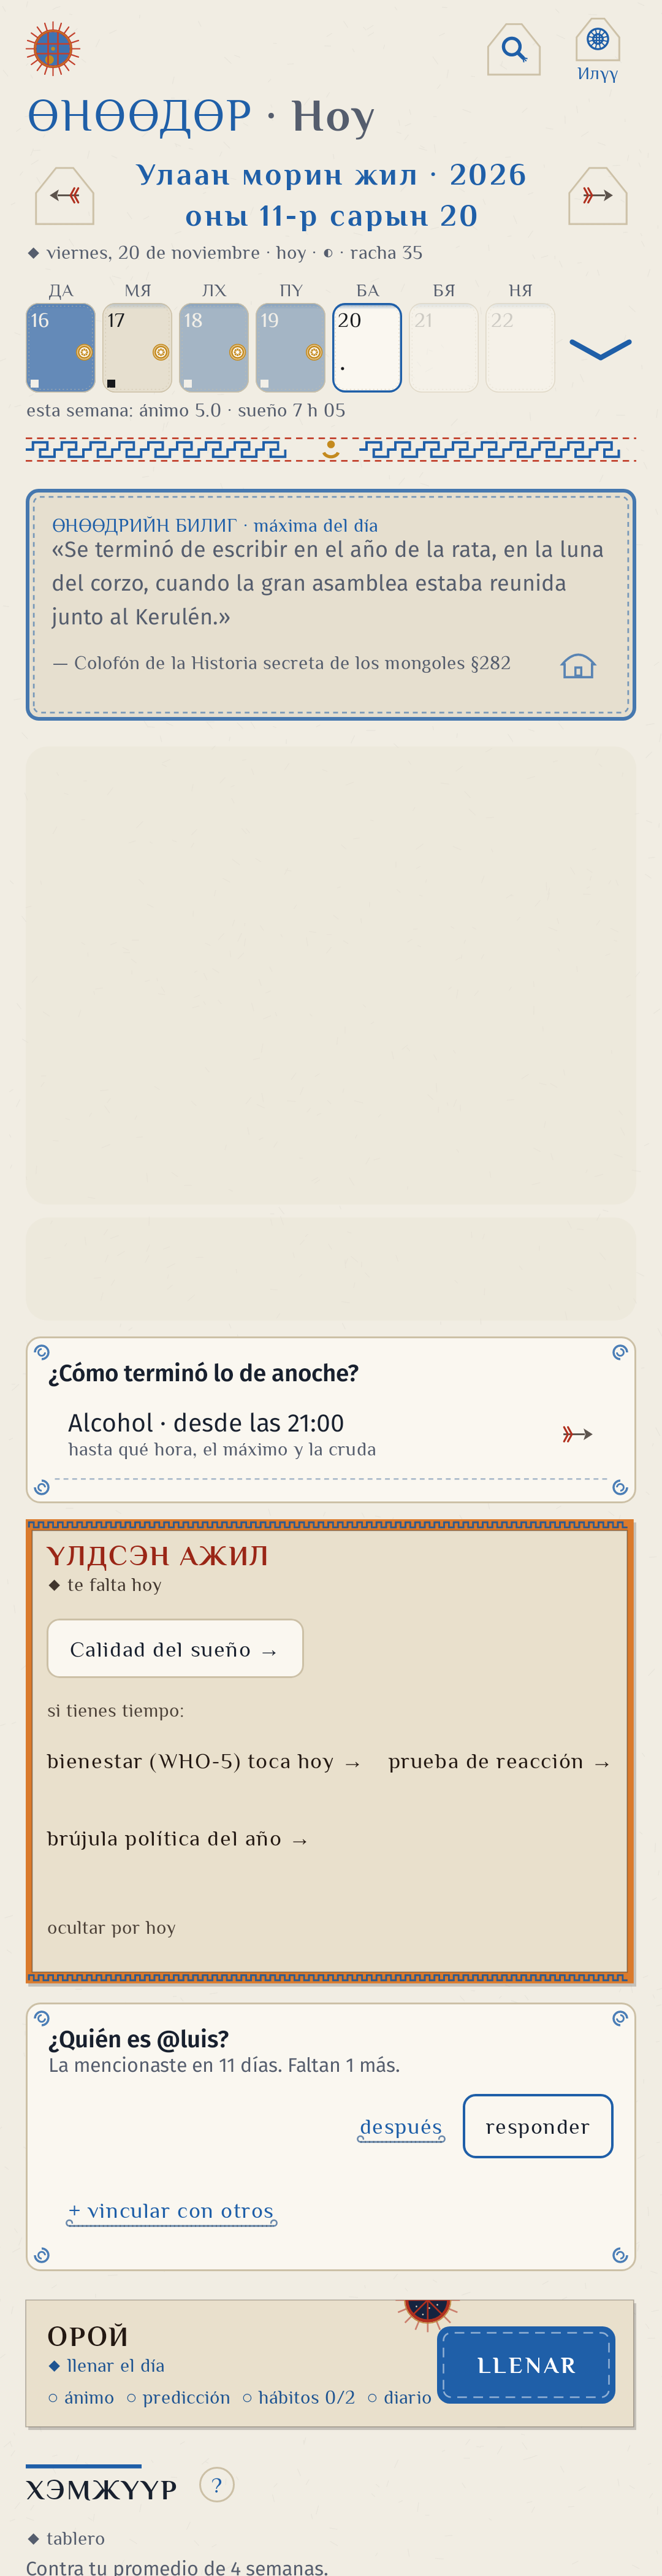 Илүү
ӨНӨӨДӨР · Hoy
Улаан морин жил · 2026
оны 11-р сарын 20
◆ viernes, 20 de noviembre · hoy · ◐ · racha 35
ДА МЯ ЛХ ПҮ БА БЯ НЯ
16 17 18 19 20 21 22
esta semana: ánimo 5.0 · sueño 7 h 05
ӨНӨӨДРИЙН БИЛИГ · máxima del día
«Se terminó de escribir en el año de la rata, en la luna
del corzo, cuando la gran asamblea estaba reunida
junto al Kerulén.»
— Colofón de la Historia secreta de los mongoles §282
¿Cómo terminó lo de anoche?
Alcohol · desde las 21:00
hasta qué hora, el máximo y la cruda
ҮЛДСЭН АЖИЛ
◆ te falta hoy
Calidad del sueño →
si tienes tiempo:
bienestar (WHO-5) toca hoy → prueba de reacción →
brújula política del año →
ocultar por hoy
¿Quién es @luis?
La mencionaste en 11 días. Faltan 1 más.
después responder
+ vincular con otros
ОРОЙ
◆ llenar el día
LLENAR
○ ánimo ○ predicción ○ hábitos 0/2 ○ diario
ХЭМЖҮҮР ?
◆ tablero
Contra tu promedio de 4 semanas.